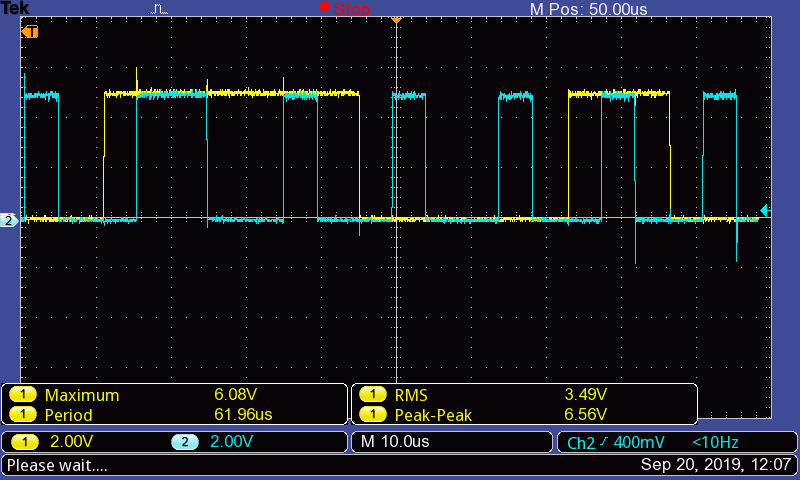 Tek Stop M Pos: 50.00us
T
2
1 Maximum 6.08V 1 RMS 3.49V
1 Period 61.96us 1 Peak-Peak 6.56V
1 2.00V 2 2.00V M 10.0us Ch2 400mV <10Hz
Please wait.... Sep 20, 2019, 12:07